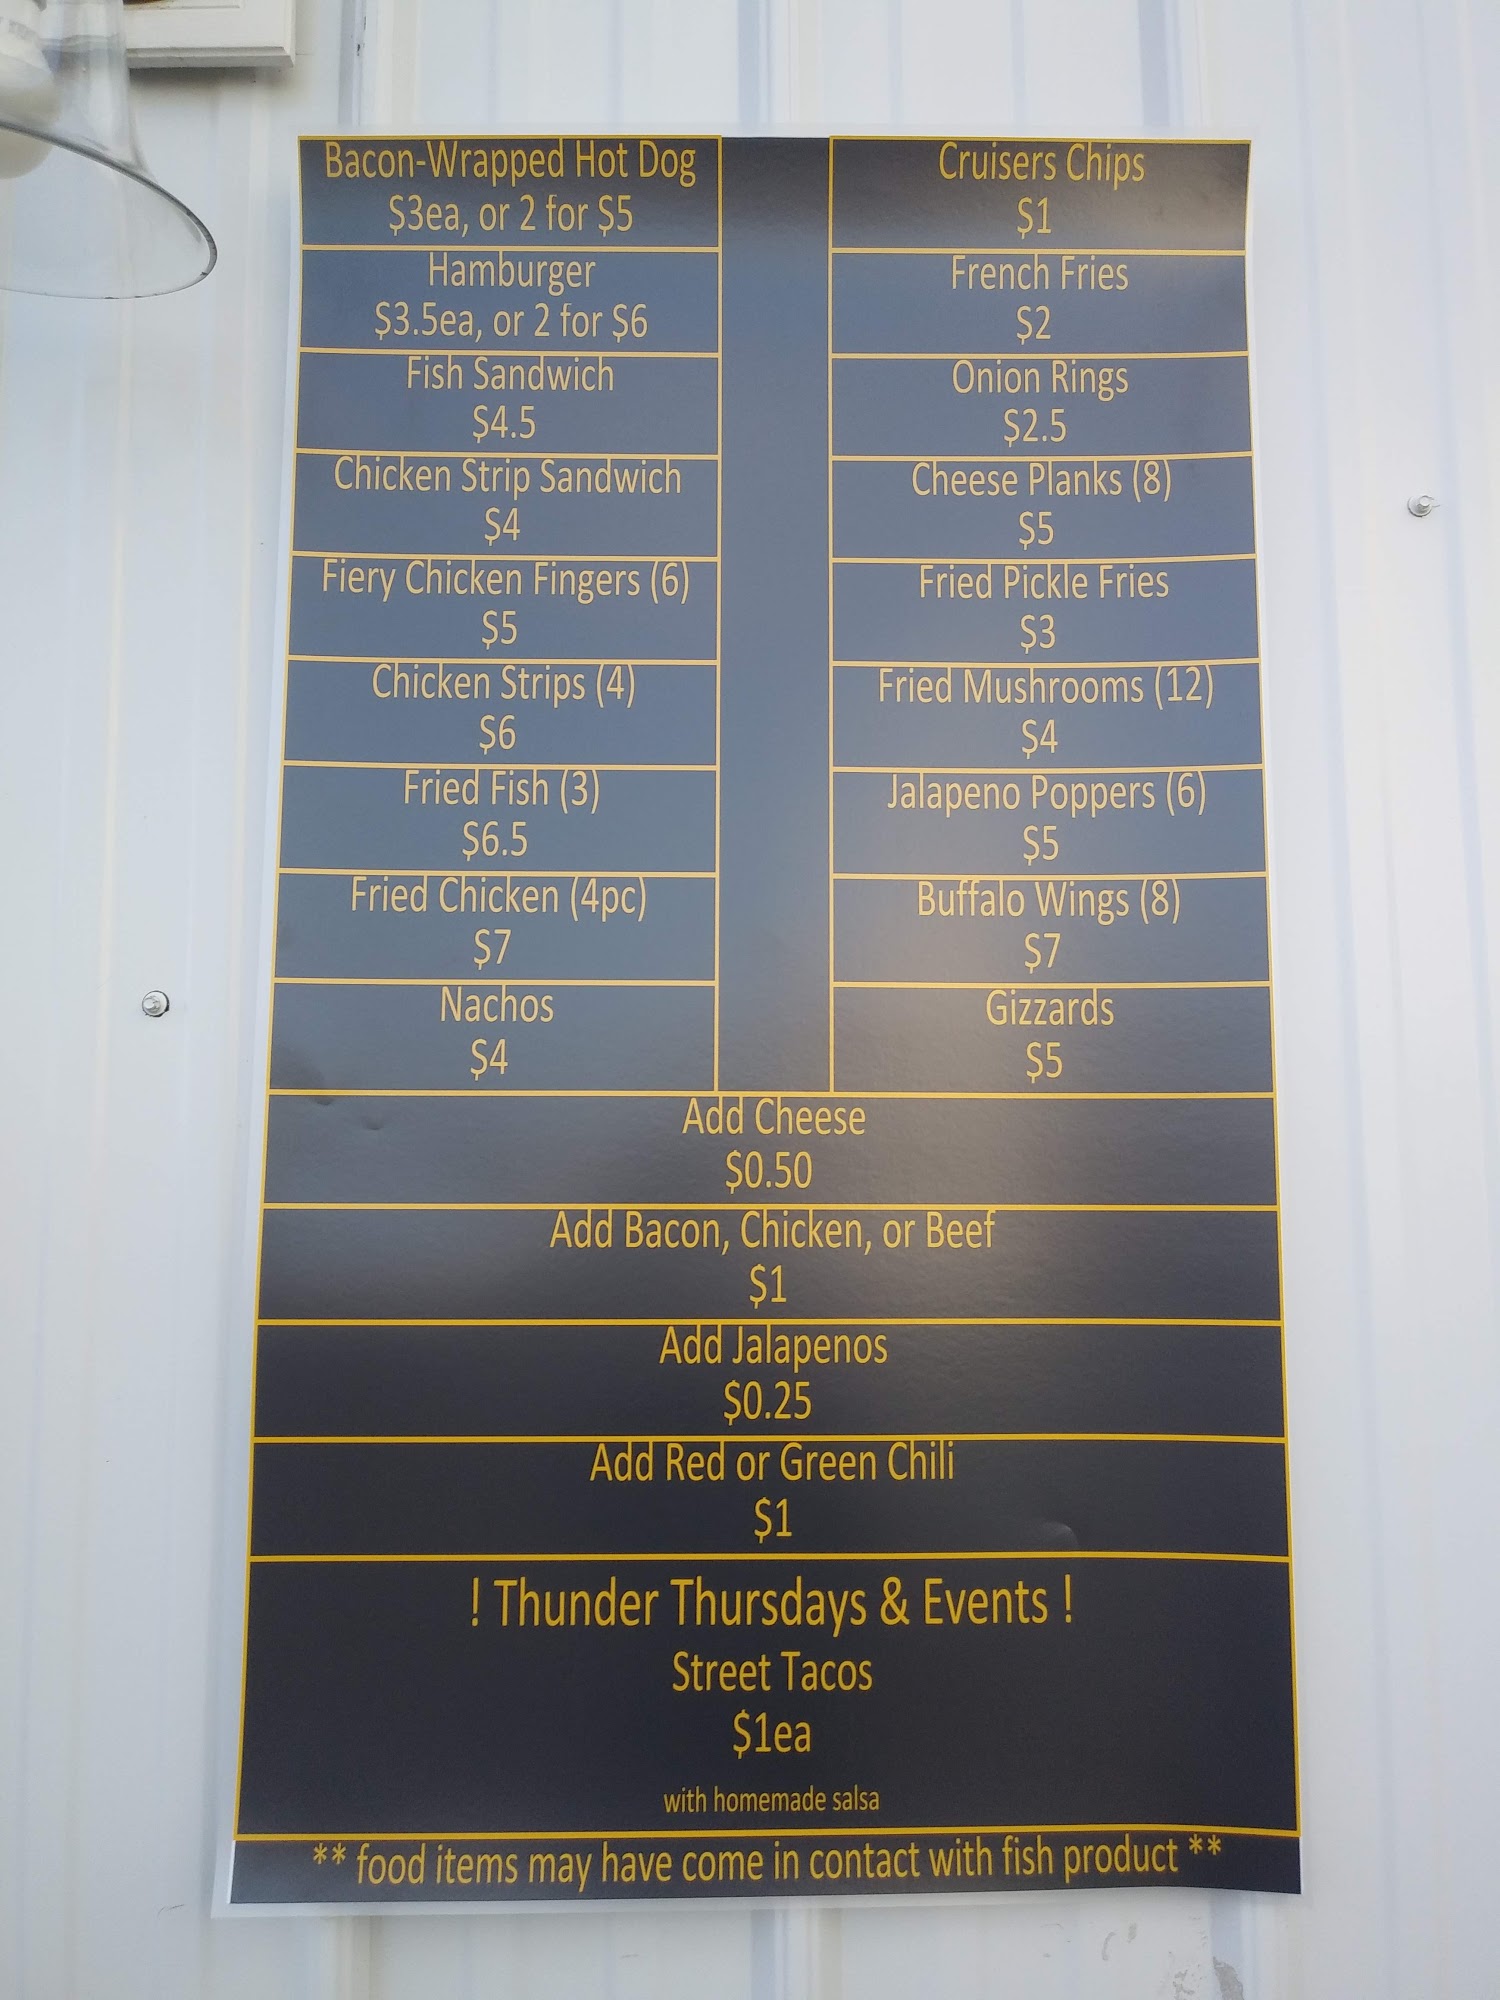 Bacon-Wrapped Hot Dog
$3ea, or 2 for $5
Hamburger
$3.5ea, or 2 for $6
Fish Sandwich
$4.5
Chicken Strip Sandwich
$4
Fiery Chicken Fingers (6)
$5
Chicken Strips (4)
$6
Fried Fish (3)
$6.5
Fried Chicken (4pc)
$7
Nachos
$4
Cruisers Chips
$1
French Fries
$2
Onion Rings
$2.5
Cheese Planks (8)
$5
Fried Pickle Fries
$3
Fried Mushrooms (12)
$4
Jalapeno Poppers (6)
$5
Buffalo Wings (8)
$7
Gizzards
$5
Add Cheese
$0.50
Add Bacon, Chicken, or Beef
$1
Add Jalapenos
$0.25
Add Red or Green Chili
$1
! Thunder Thursdays & Events !
Street Tacos
$1ea
with homemade salsa
** food items may have come in contact with fish product **